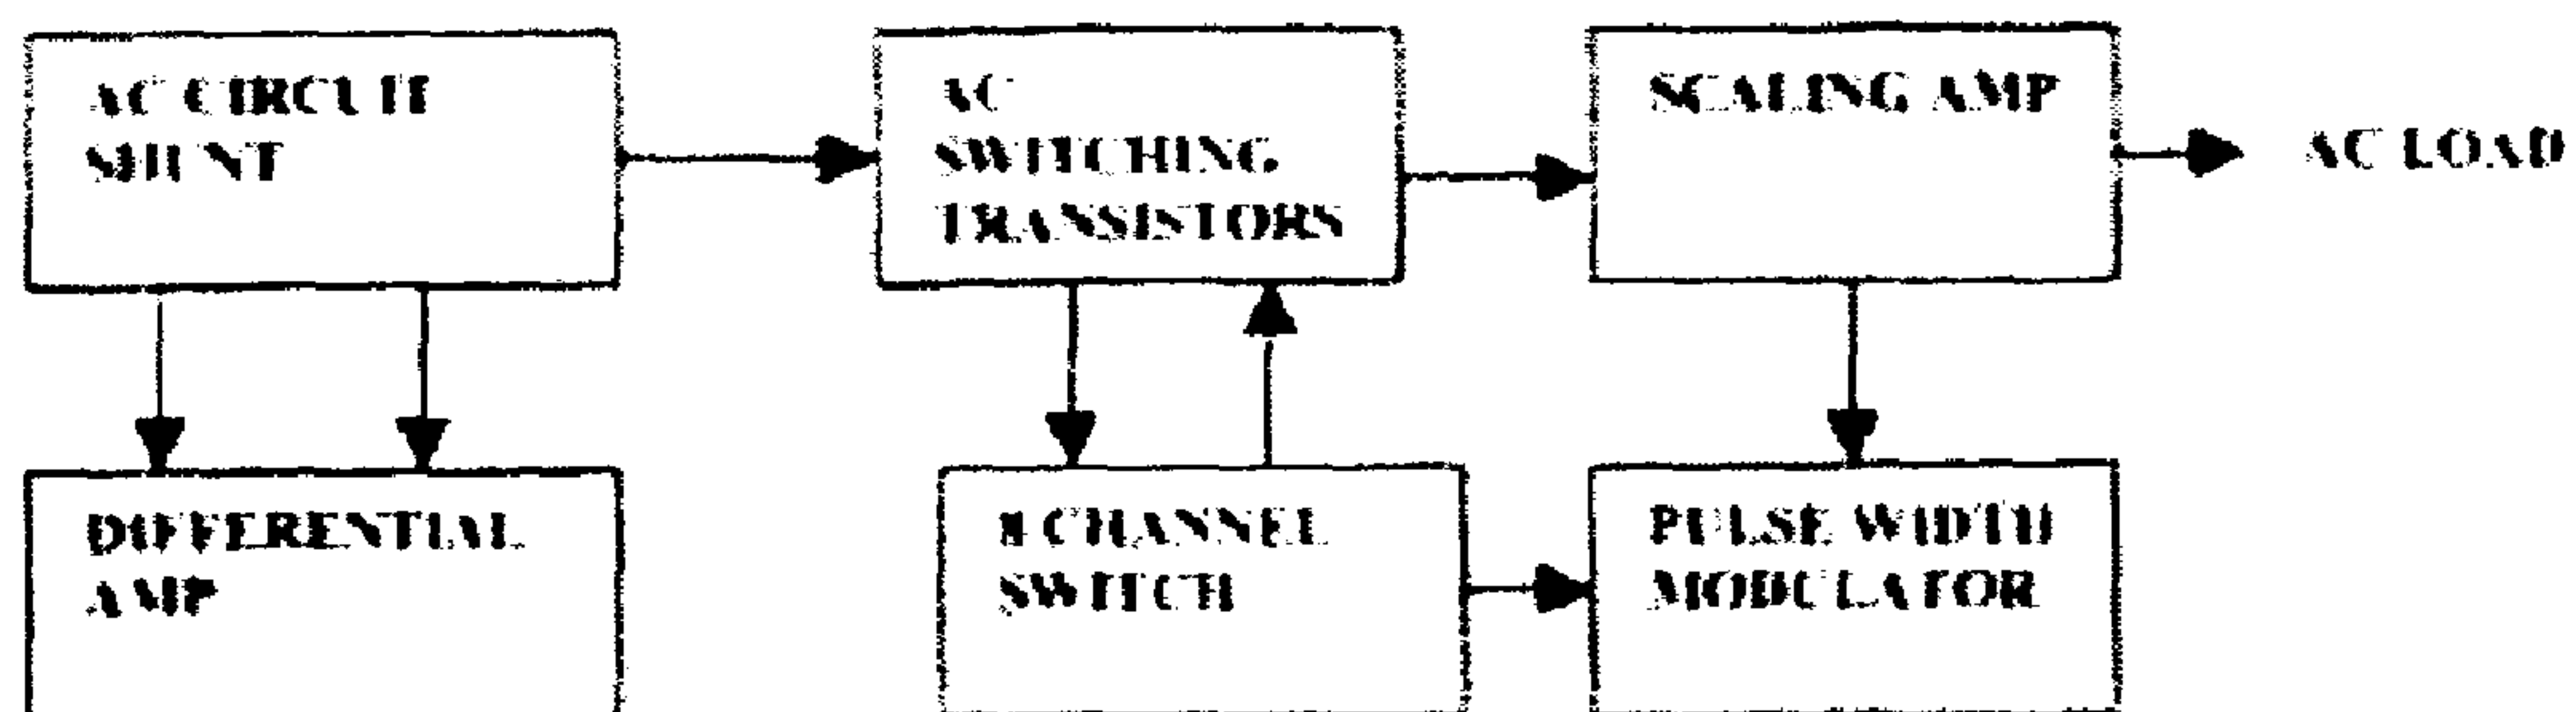 AC CIRCUIT
SHUNT
AC
SWITCHING
TRANSISTORS
SCALING AMP
AC LOAD
DIFFERENTIAL
AMP
CHANNEL
SWITCH
PULSE WIDTH
MODULATOR